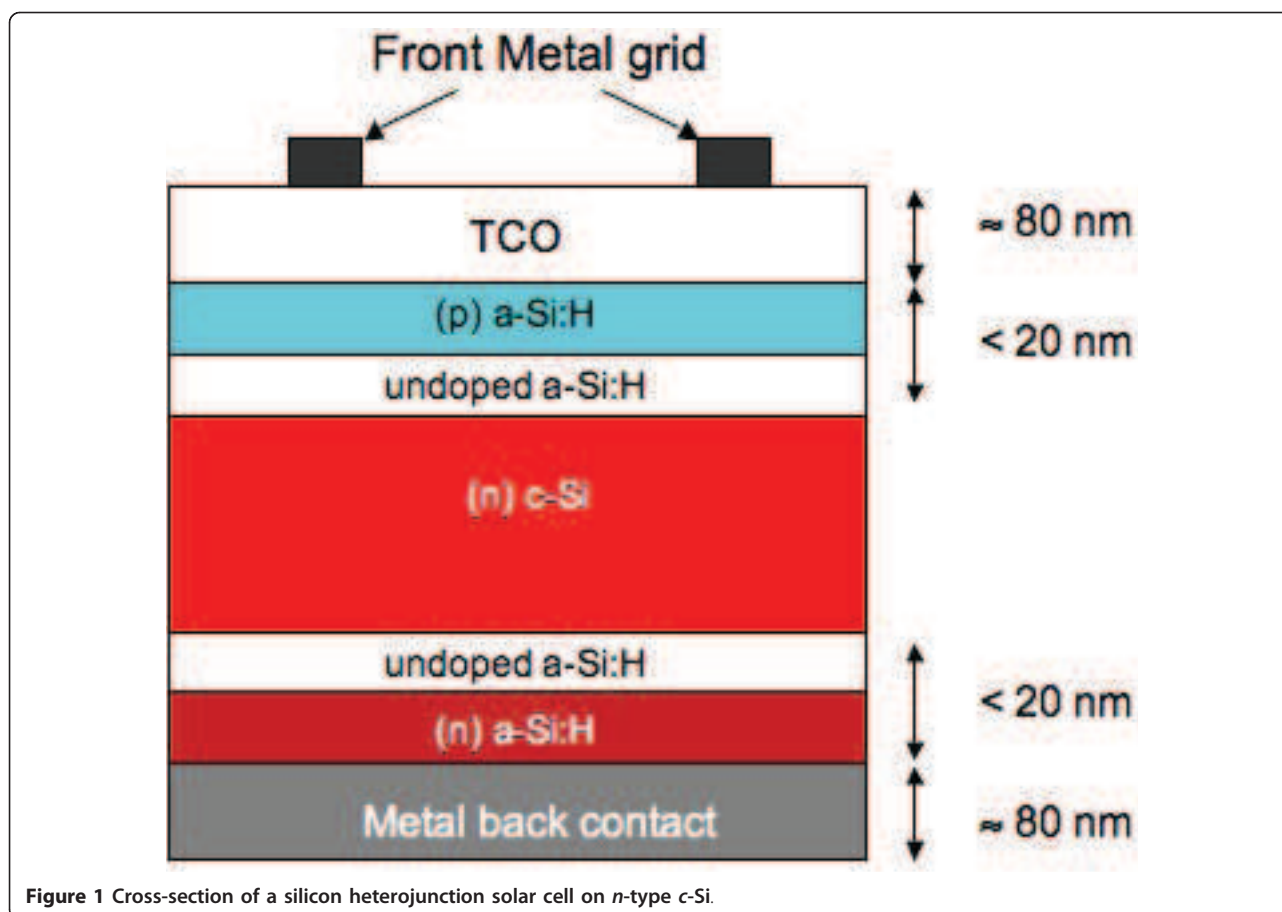 Front Metal grid
TCO
≈ 80 nm
(p) a-Si:H
< 20 nm
undoped a-Si:H
(n) c-Si
undoped a-Si:H
< 20 nm
(n) a-Si:H
Metal back contact
≈ 80 nm
Figure 1 Cross-section of a silicon heterojunction solar cell on n-type c-Si.